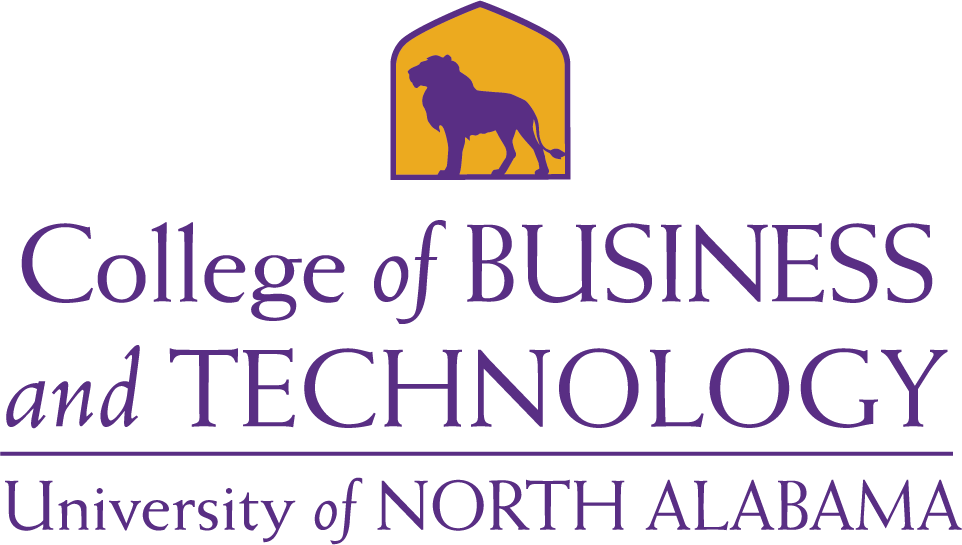 College of BUSINESS
and TECHNOLOGY
University of NORTH ALABAMA